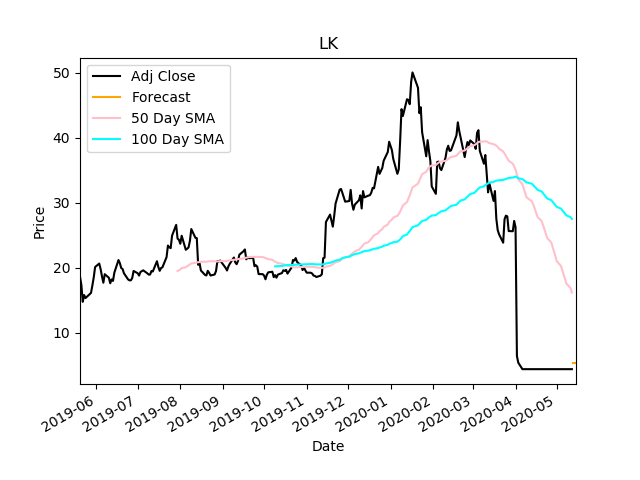 LK
Adj Close
Forecast
50 Day SMA
100 Day SMA
Price
50
40
30
20
10
2019-06
2019-07
2019-08
2019-09
2019-10
2019-11
2019-12
2020-01
2020-02
2020-03
2020-04
2020-05
Date